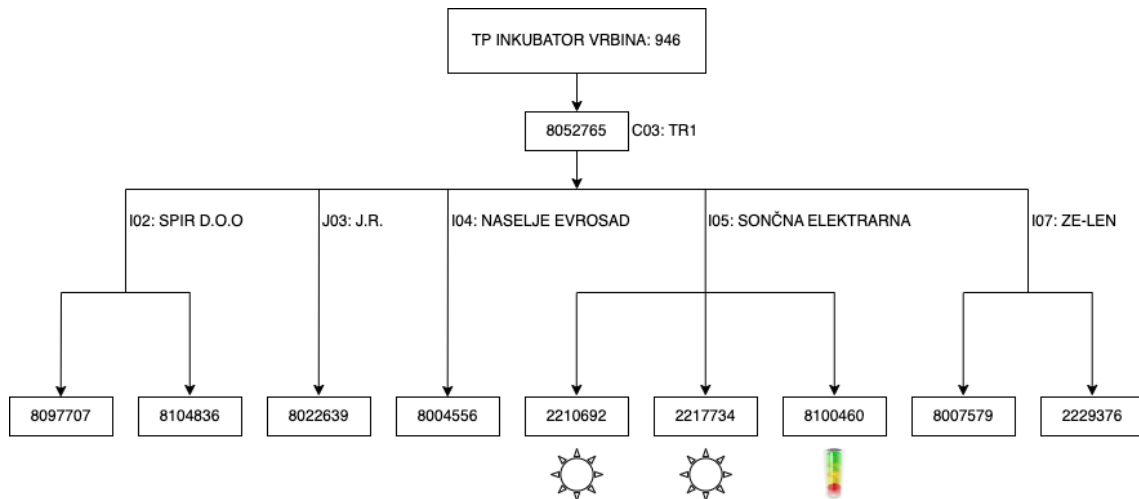 TP INKUBATOR VRBINA: 946
8052765 C03: TR1
I02: SPIR D.O.O J03: J.R. I04: NASELJE EVROSAD I05: SONČNA ELEKTRARNA I07: ZE-LEN
8097707 8104836 8022639 8004556 2210692 2217734 8100460 8007579 2229376